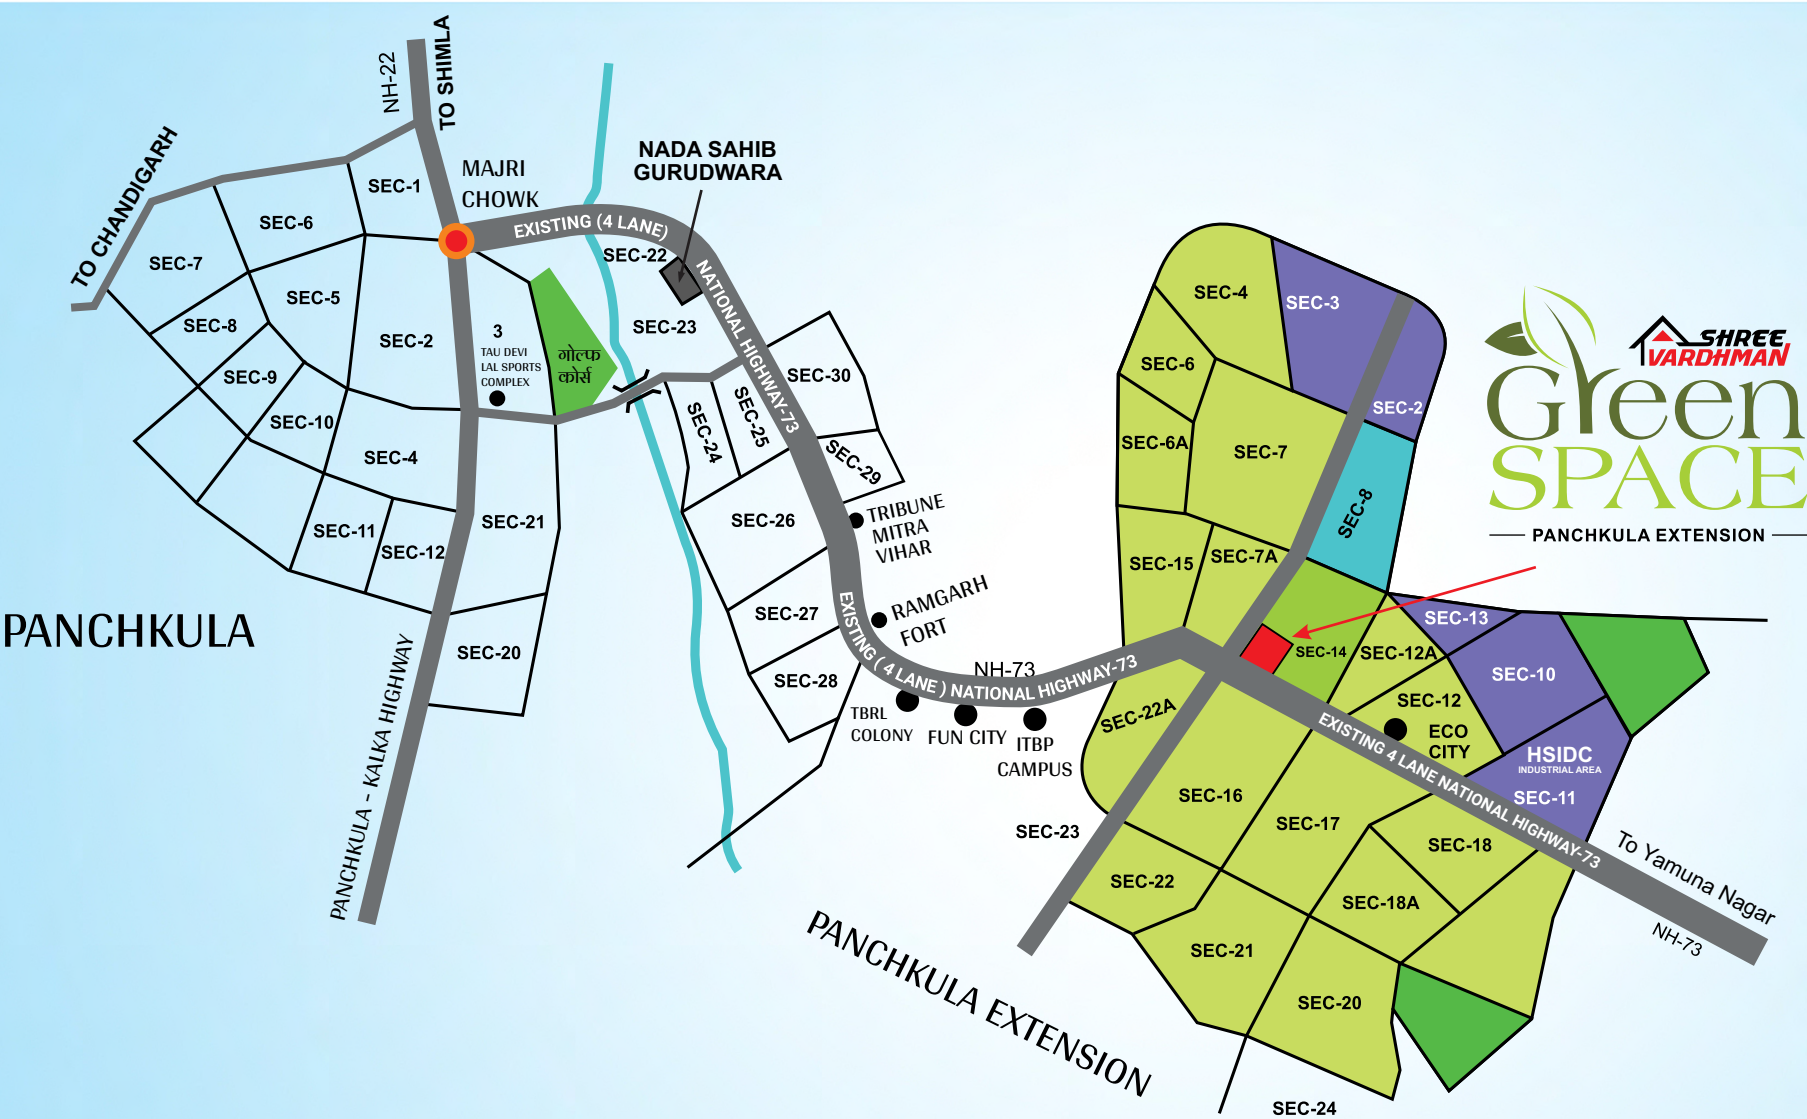 TO SHIMLA
NH-22
TO CHANDIGARH
MAJRI
CHOWK
NADA SAHIB
GURUDWARA
SEC-1
SEC-6
SEC-7
SEC-5
SEC-8
SEC-2
SEC-9
SEC-10
SEC-4
SEC-11
SEC-12
SEC-21
SEC-20
3
TAU DEVI
LAL SPORTS
COMPLEX
गोल्फ
कोर्स
EXISTING (4 LANE)
NATIONAL HIGHWAY-73
SEC-22
SEC-23
SEC-24
SEC-25
SEC-30
SEC-29
SEC-26
SEC-27
SEC-28
TRIBUNE
MITRA
VIHAR
RAMGARH
FORT
EXISTING ( 4 LANE ) NATIONAL HIGHWAY-73
NH-73
TBRL
COLONY
FUN CITY
ITBP
CAMPUS
PANCHKULA
PANCHKULA - KALKA HIGHWAY
SEC-4
SEC-3
SEC-2
SEC-6
SEC-6A
SEC-7
SEC-8
SEC-15
SEC-7A
SEC-14
SEC-13
SEC-12A
SEC-10
SEC-12
ECO
CITY
HSIDC
INDUSTRIAL AREA
SEC-11
SEC-22A
SEC-16
SEC-17
SEC-18
SEC-18A
SEC-23
SEC-22
SEC-21
SEC-20
SEC-24
EXISTING 4 LANE NATIONAL HIGHWAY-73
To Yamuna Nagar
NH-73
PANCHKULA EXTENSION
SHREE
VARDHMAN
Green
SPACE
PANCHKULA EXTENSION